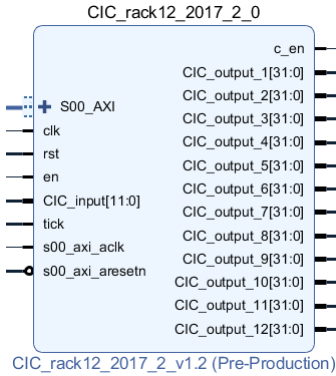 CIC_rack12_2017_2_0
c_en
CIC_output_1[31:0]
CIC_output_2[31:0]
S00_AXI
CIC_output_3[31:0]
clk
CIC_output_4[31:0]
rst
CIC_output_5[31:0]
en
CIC_output_6[31:0]
CIC_input[11:0]
CIC_output_7[31:0]
tick
CIC_output_8[31:0]
s00_axi_aclk
CIC_output_9[31:0]
s00_axi_aresetn
CIC_output_10[31:0]
CIC_output_11[31:0]
CIC_output_12[31:0]
CIC_rack12_2017_2_v1.2 (Pre-Production)